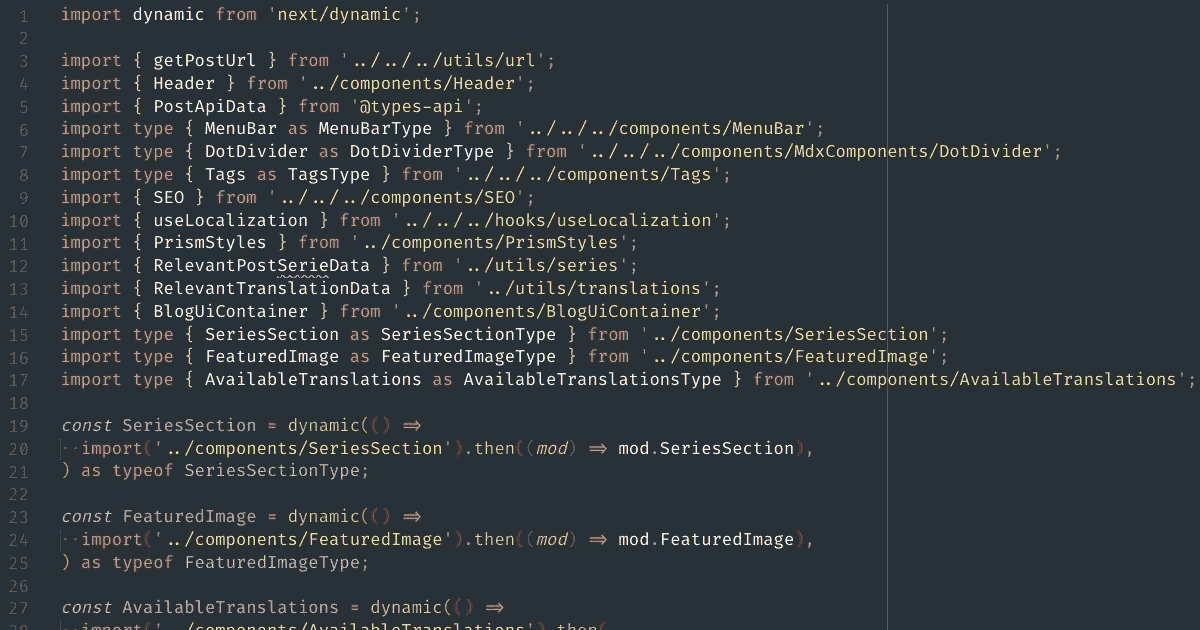 1 import dynamic from 'next/dynamic';
2
3 import { getPostUrl } from '../../../utils/url';
4 import { Header } from '../components/Header';
5 import { PostApiData } from '@types-api';
6 import type { MenuBar as MenuBarType } from '../../../components/MenuBar';
7 import type { DotDivider as DotDividerType } from '../../../components/MdxComponents/DotDivider';
8 import type { Tags as TagsType } from '../../../components/Tags';
9 import { SEO } from '../../../components/SEO';
10 import { useLocalization } from '../../../hooks/useLocalization';
11 import { PrismStyles } from '../components/PrismStyles';
12 import { RelevantPostSerieData } from '../utils/series';
13 import { RelevantTranslationData } from '../utils/translations';
14 import { BlogUiContainer } from '../components/BlogUiContainer';
15 import type { SeriesSection as SeriesSectionType } from '../components/SeriesSection';
16 import type { FeaturedImage as FeaturedImageType } from '../components/FeaturedImage';
17 import type { AvailableTranslations as AvailableTranslationsType } from '../components/AvailableTranslations';
18
19 const SeriesSection = dynamic(() =>
20 ··import('../components/SeriesSection').then((mod) => mod.SeriesSection),
21 ) as typeof SeriesSectionType;
22
23 const FeaturedImage = dynamic(() =>
24 ··import('../components/FeaturedImage').then((mod) => mod.FeaturedImage),
25 ) as typeof FeaturedImageType;
26
27 const AvailableTranslations = dynamic(() =>
28 ··import('../components/AvailableTranslations').then(